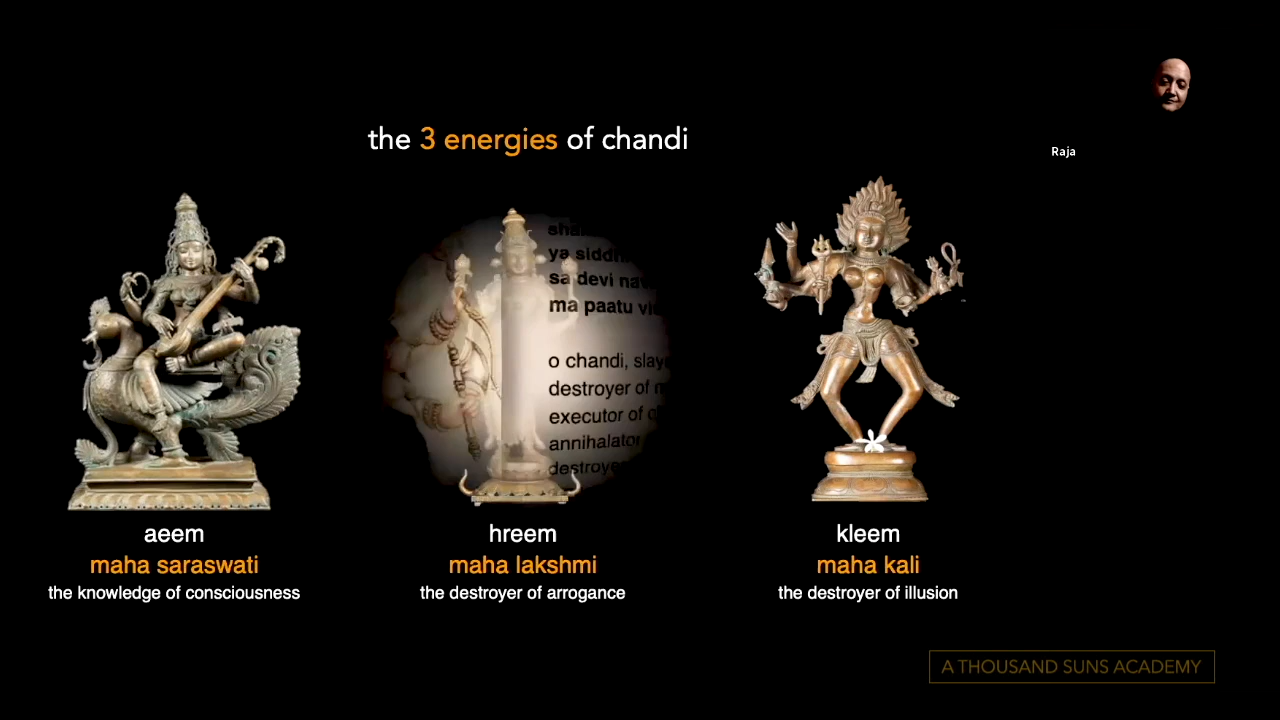 the 3 energies of chandi
Raja
sha
ya siddh
sa devi nav
ma paatu vi
o chandi, slay
destroyer of
executor of
annihalator
destroye
aeem
maha saraswati
the knowledge of consciousness
hreem
maha lakshmi
the destroyer of arrogance
kleem
maha kali
the destroyer of illusion
A THOUSAND SUNS ACADEMY